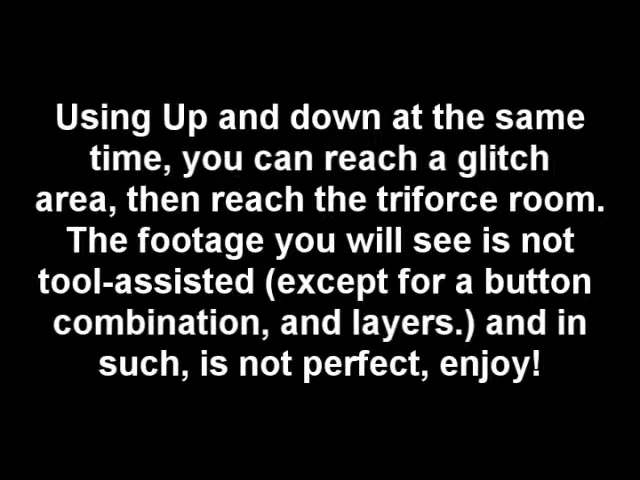 Using Up and down at the same
time, you can reach a glitch
area, then reach the triforce room.
The footage you will see is not
tool-assisted (except for a button
combination, and layers.) and in
such, is not perfect, enjoy!